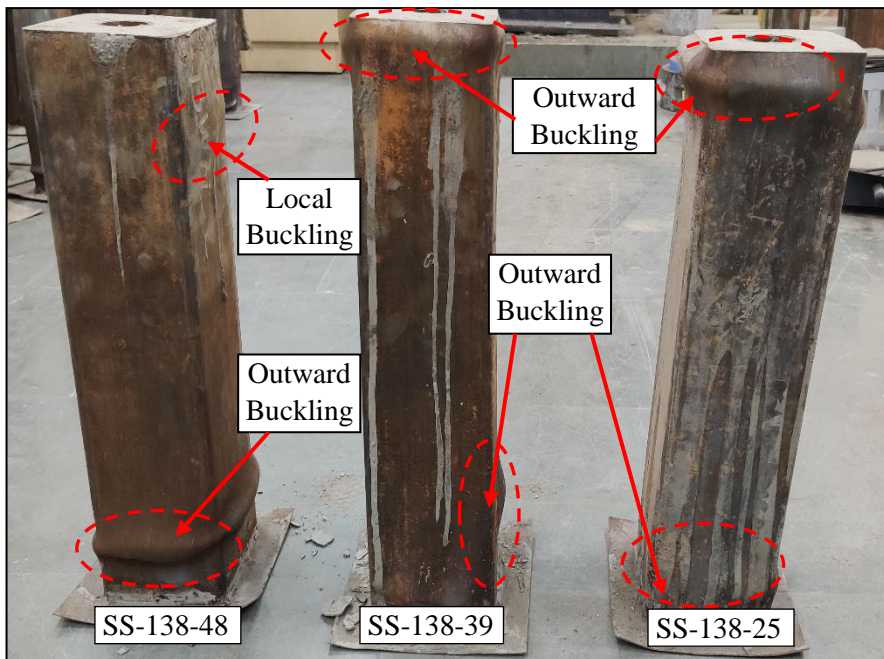 Outward
Buckling
Local
Buckling
Outward
Buckling
Outward
Buckling
SS-138-48
SS-138-39
SS-138-25